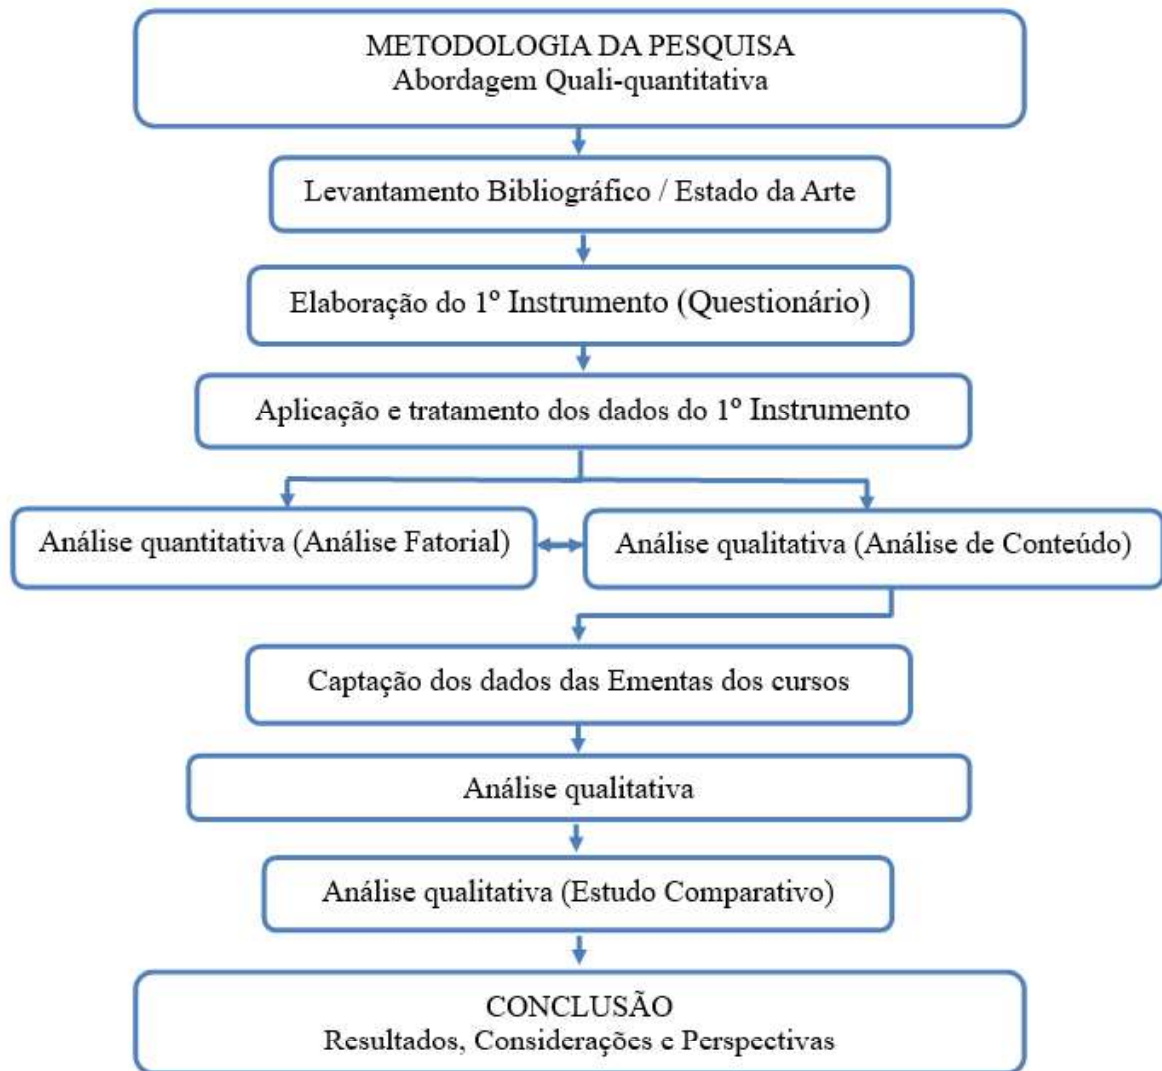 METODOLOGIA DA PESQUISA
Abordagem Quali-quantitativa
Levantamento Bibliográfico / Estado da Arte
Elaboração do 1º Instrumento (Questionário)
Aplicação e tratamento dos dados do 1º Instrumento
Análise quantitativa (Análise Fatorial)
Análise qualitativa (Análise de Conteúdo)
Captação dos dados das Ementas dos cursos
Análise qualitativa
Análise qualitativa (Estudo Comparativo)
CONCLUSÃO
Resultados, Considerações e Perspectivas